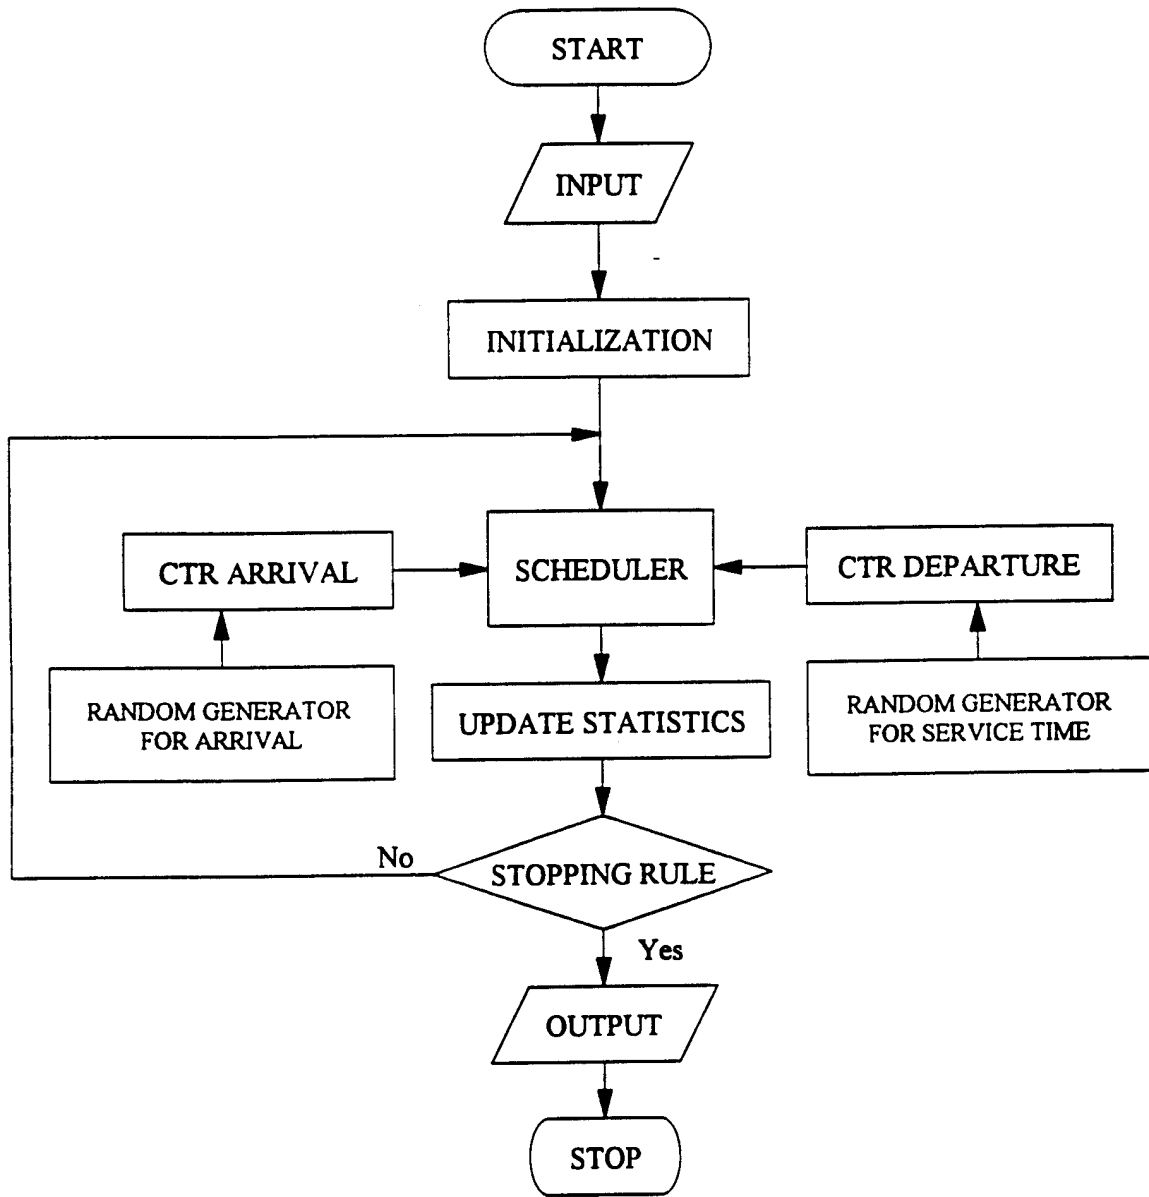 START
INPUT
INITIALIZATION
CTR ARRIVAL
SCHEDULER
CTR DEPARTURE
RANDOM GENERATOR
FOR ARRIVAL
UPDATE STATISTICS
RANDOM GENERATOR
FOR SERVICE TIME
No
STOPPING RULE
Yes
OUTPUT
STOP